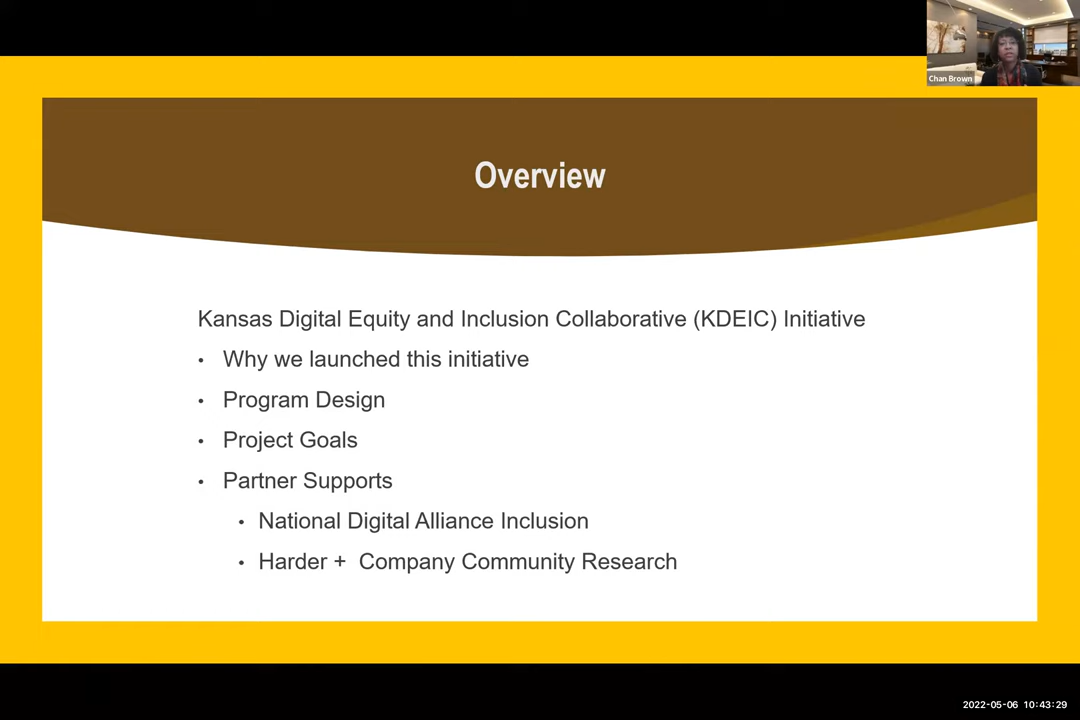 Chan Brown
Overview
Kansas Digital Equity and Inclusion Collaborative (KDEIC) Initiative
• Why we launched this initiative
• Program Design
• Project Goals
• Partner Supports
• National Digital Alliance Inclusion
• Harder + Company Community Research
2022-05-06 10:43:29